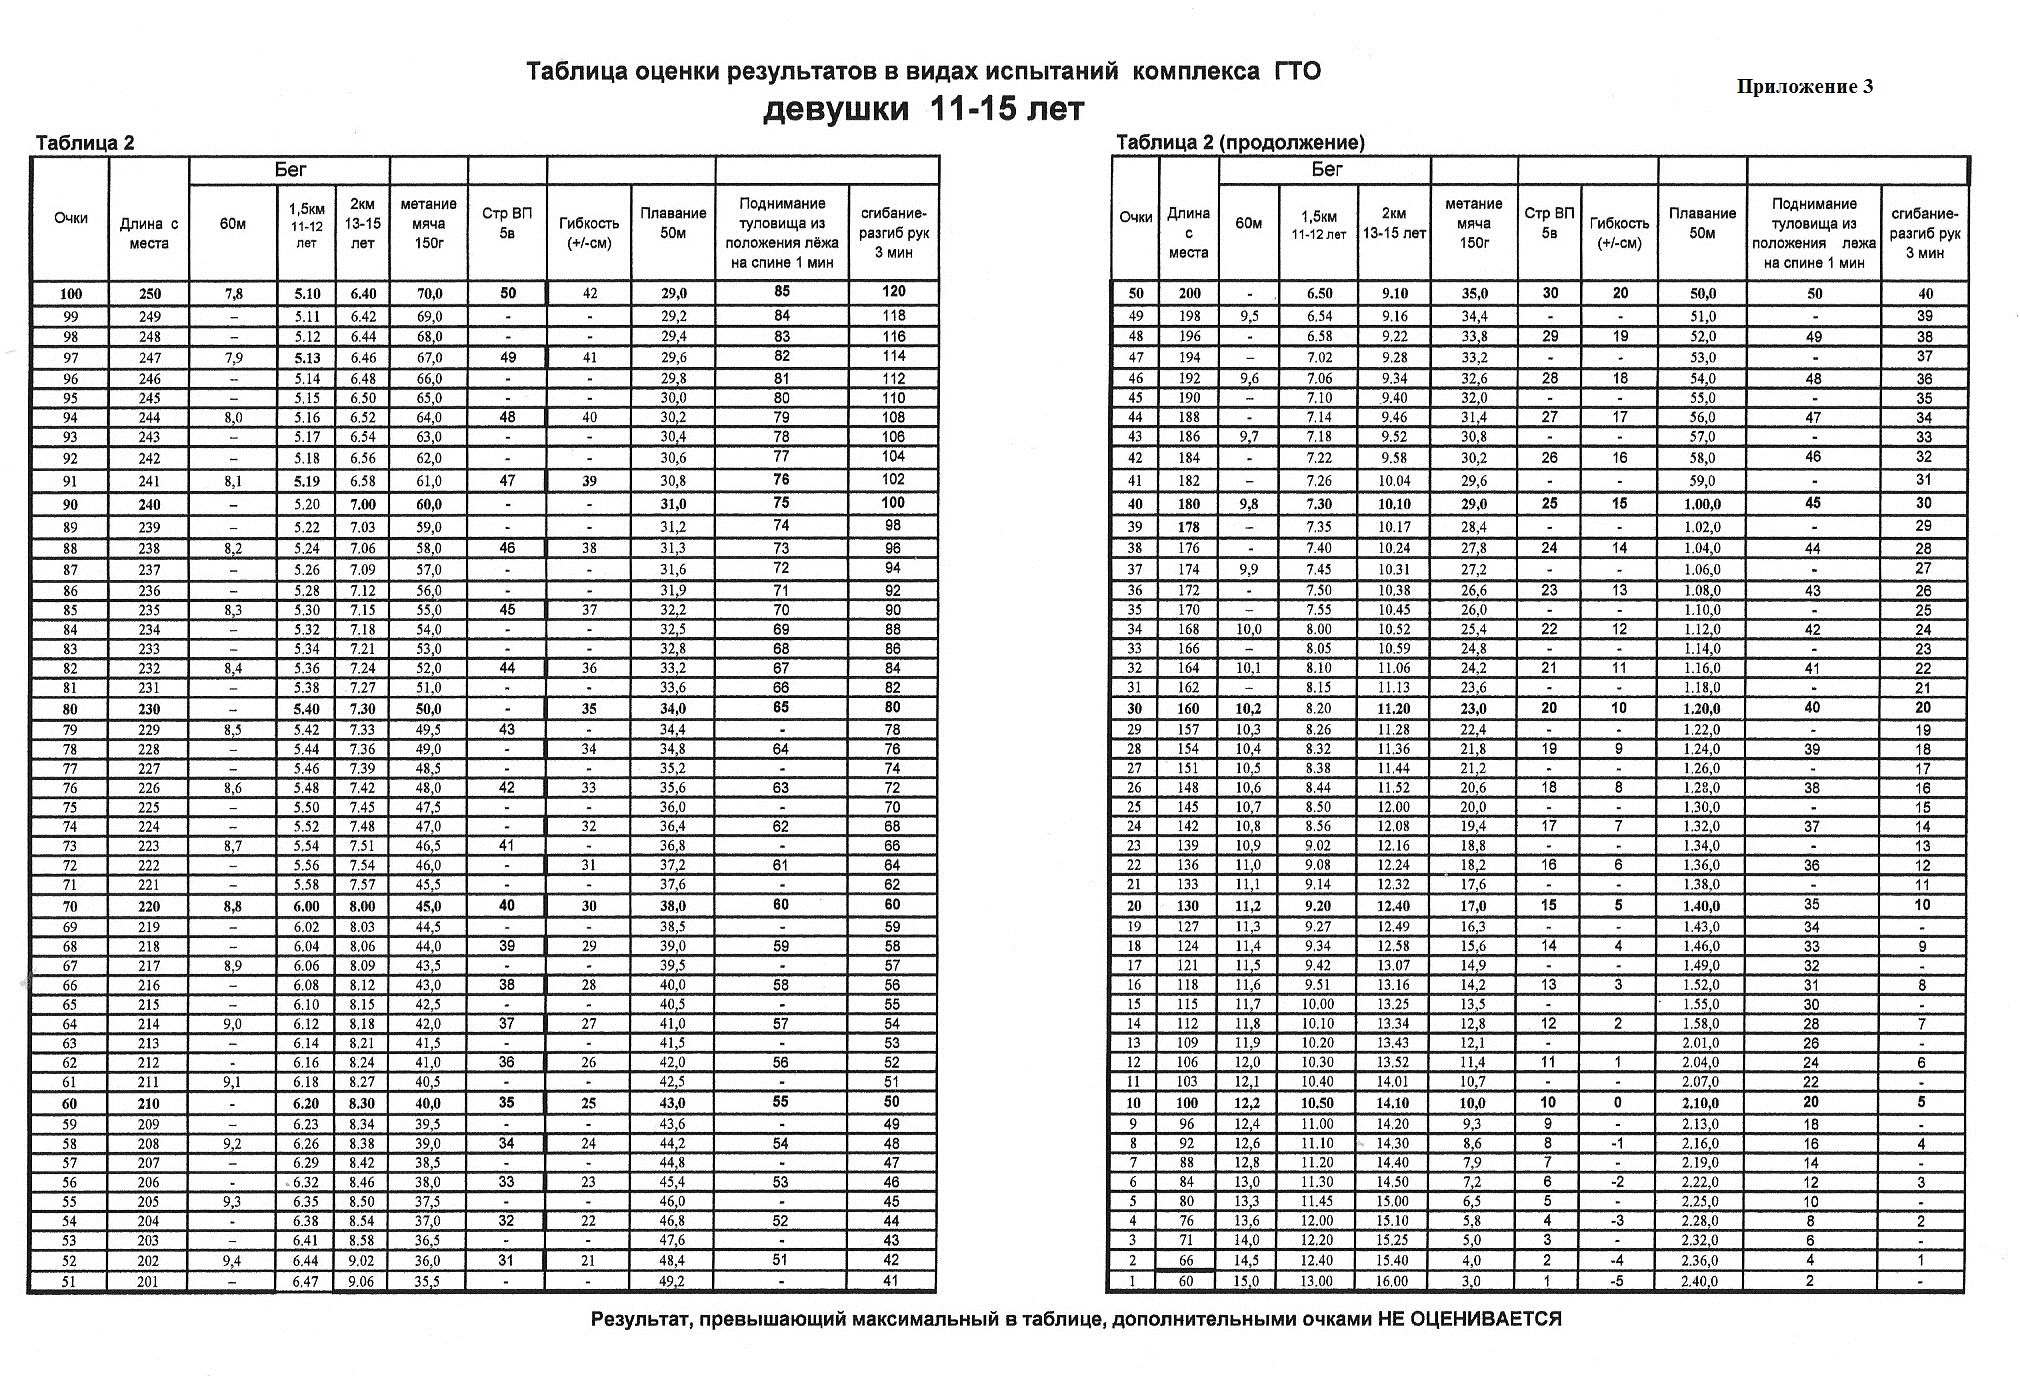 Таблица оценки результатов в видах испытаний комплекса ГТО
Приложение 3
девушки 11-15 лет
Таблица 2
Бег
Очки Длина с места 60м 1,5км 11-12 лет 2км 13-15 лет метание мяча 150г Стр ВП 5в Гибкость (+/-см) Плавание 50м Поднимание туловища из положения лёжа на спине 1 мин сгибание-разгиб рук 3 мин
100 250 7,8 5.10 6.40 70,0 50 42 29,0 85 120
99 249 – 5.11 6.42 69,0 - - 29,2 84 118
98 248 – 5.12 6.44 68,0 - - 29,4 83 116
97 247 7,9 5.13 6.46 67,0 49 41 29,6 82 114
96 246 – 5.14 6.48 66,0 - - 29,8 81 112
95 245 – 5.15 6.50 65,0 - - 30,0 80 110
94 244 8,0 5.16 6.52 64,0 48 40 30,2 79 108
93 243 – 5.17 6.54 63,0 - - 30,4 78 106
92 242 – 5.18 6.56 62,0 - - 30,6 77 104
91 241 8,1 5.19 6.58 61,0 47 39 30,8 76 102
90 240 – 5.20 7.00 60,0 - - 31,0 75 100
89 239 – 5.22 7.03 59,0 - - 31,2 74 98
88 238 8,2 5.24 7.06 58,0 46 38 31,3 73 96
87 237 – 5.26 7.09 57,0 - - 31,6 72 94
86 236 – 5.28 7.12 56,0 - - 31,9 71 92
85 235 8,3 5.30 7.15 55,0 45 37 32,2 70 90
84 234 – 5.32 7.18 54,0 - - 32,5 69 88
83 233 – 5.34 7.21 53,0 - - 32,8 68 86
82 232 8,4 5.36 7.24 52,0 44 36 33,2 67 84
81 231 – 5.38 7.27 51,0 - - 33,6 66 82
80 230 – 5.40 7.30 50,0 - 35 34,0 65 80
79 229 8,5 5.42 7.33 49,5 43 - 34,4 - 78
78 228 – 5.44 7.36 49,0 - 34 34,8 64 76
77 227 – 5.46 7.39 48,5 - - 35,2 - 74
76 226 8,6 5.48 7.42 48,0 42 33 35,6 63 72
75 225 – 5.50 7.45 47,5 - - 36,0 - 70
74 224 – 5.52 7.48 47,0 - 32 36,4 62 68
73 223 8,7 5.54 7.51 46,5 41 - 36,8 - 66
72 222 – 5.56 7.54 46,0 - 31 37,2 61 64
71 221 – 5.58 7.57 45,5 - - 37,6 - 62
70 220 8,8 6.00 8.00 45,0 40 30 38,0 60 60
69 219 – 6.02 8.03 44,5 - - 38,5 - 59
68 218 – 6.04 8.06 44,0 39 29 39,0 59 58
67 217 8,9 6.06 8.09 43,5 - - 39,5 - 57
66 216 – 6.08 8.12 43,0 38 28 40,0 58 56
65 215 – 6.10 8.15 42,5 - - 40,5 - 55
64 214 9,0 6.12 8.18 42,0 37 27 41,0 57 54
63 213 – 6.14 8.21 41,5 - - 41,5 - 53
62 212 - 6.16 8.24 41,0 36 26 42,0 56 52
61 211 9,1 6.18 8.27 40,5 - - 42,5 - 51
60 210 - 6.20 8.30 40,0 35 25 43,0 55 50
59 209 – 6.23 8.34 39,5 - - 43,6 - 49
58 208 9,2 6.26 8.38 39,0 34 24 44,2 54 48
57 207 – 6.29 8.42 38,5 - - 44,8 - 47
56 206 - 6.32 8.46 38,0 33 23 45,4 53 46
55 205 9,3 6.35 8.50 37,5 - - 46,0 - 45
54 204 - 6.38 8.54 37,0 32 22 46,8 52 44
53 203 – 6.41 8.58 36,5 - - 47,6 - 43
52 202 9,4 6.44 9.02 36,0 31 21 48,4 51 42
51 201 – 6.47 9.06 35,5 - - 49,2 - 41
Таблица 2 (продолжение)
Бег
Очки Длина с места 60м 1,5км 11-12 лет 2км 13-15 лет метание мяча 150г Стр ВП 5в Гибкость (+/-см) Плавание 50м Поднимание туловища из положения лежа на спине 1 мин сгибание-разгиб рук 3 мин
50 200 - 6.50 9.10 35,0 30 20 50,0 50 40
49 198 9,5 6.54 9.16 34,4 - - 51,0 - 39
48 196 - 6.58 9.22 33,8 29 19 52,0 49 38
47 194 – 7.02 9.28 33,2 - - 53,0 - 37
46 192 9,6 7.06 9.34 32,6 28 18 54,0 48 36
45 190 – 7.10 9.40 32,0 - - 55,0 - 35
44 188 - 7.14 9.46 31,4 27 17 56,0 47 34
43 186 9,7 7.18 9.52 30,8 - - 57,0 - 33
42 184 - 7.22 9.58 30,2 26 16 58,0 46 32
41 182 – 7.26 10.04 29,6 - - 59,0 - 31
40 180 9,8 7.30 10.10 29,0 25 15 1.00,0 45 30
39 178 – 7.35 10.17 28,4 - - 1.02,0 - 29
38 176 - 7.40 10.24 27,8 24 14 1.04,0 44 28
37 174 9,9 7.45 10.31 27,2 - - 1.06,0 - 27
36 172 - 7.50 10.38 26,6 23 13 1.08,0 43 26
35 170 – 7.55 10.45 26,0 - - 1.10,0 - 25
34 168 10,0 8.00 10.52 25,4 22 12 1.12,0 42 24
33 166 – 8.05 10.59 24,8 - - 1.14,0 - 23
32 164 10,1 8.10 11.06 24,2 21 11 1.16,0 41 22
31 162 – 8.15 11.13 23,6 - - 1.18,0 - 21
30 160 10,2 8.20 11.20 23,0 20 10 1.20,0 40 20
29 157 10,3 8.26 11.28 22,4 - - 1.22,0 - 19
28 154 10,4 8.32 11.36 21,8 19 9 1.24,0 39 18
27 151 10,5 8.38 11.44 21,2 - - 1.26,0 - 17
26 148 10,6 8.44 11.52 20,6 18 8 1.28,0 38 16
25 145 10,7 8.50 12.00 20,0 - - 1.30,0 - 15
24 142 10,8 8.56 12.08 19,4 17 7 1.32,0 37 14
23 139 10,9 9.02 12.16 18,8 - - 1.34,0 - 13
22 136 11,0 9.08 12.24 18,2 16 6 1.36,0 36 12
21 133 11,1 9.14 12.32 17,6 - - 1.38,0 - 11
20 130 11,2 9.20 12.40 17,0 15 5 1.40,0 35 10
19 127 11,3 9.27 12.49 16,3 - - 1.43,0 34 -
18 124 11,4 9.34 12.58 15,6 14 4 1.46,0 33 9
17 121 11,5 9.42 13.07 14,9 - - 1.49,0 32 -
16 118 11,6 9.51 13.16 14,2 13 3 1.52,0 31 8
15 115 11,7 10.00 13.25 13,5 - 1.55,0 30 -
14 112 11,8 10.10 13.34 12,8 12 2 1.58,0 28 7
13 109 11,9 10.20 13.43 12,1 - - 2.01,0 26 -
12 106 12,0 10.30 13.52 11,4 11 1 2.04,0 24 6
11 103 12,1 10.40 14.01 10,7 - - 2.07,0 22 -
10 100 12,2 10.50 14.10 10,0 10 0 2.10,0 20 5
9 96 12,4 11.00 14.20 9,3 9 - 2.13,0 18 -
8 92 12,6 11.10 14.30 8,6 8 -1 2.16,0 16 4
7 88 12,8 11.20 14.40 7,9 7 - 2.19,0 14 -
6 84 13,0 11.30 14.50 7,2 6 -2 2.22,0 12 3
5 80 13,3 11.45 15.00 6,5 5 - 2.25,0 10 -
4 76 13,6 12.00 15.10 5,8 4 -3 2.28,0 8 2
3 71 14,0 12.20 15.25 5,0 3 - 2.32,0 6 -
2 66 14,5 12.40 15.40 4,0 2 -4 2.36,0 4 1
1 60 15,0 13.00 16.00 3,0 1 -5 2.40,0 2 -
Результат, превышающий максимальный в таблице, дополнительными очками НЕ ОЦЕНИВАЕТСЯ